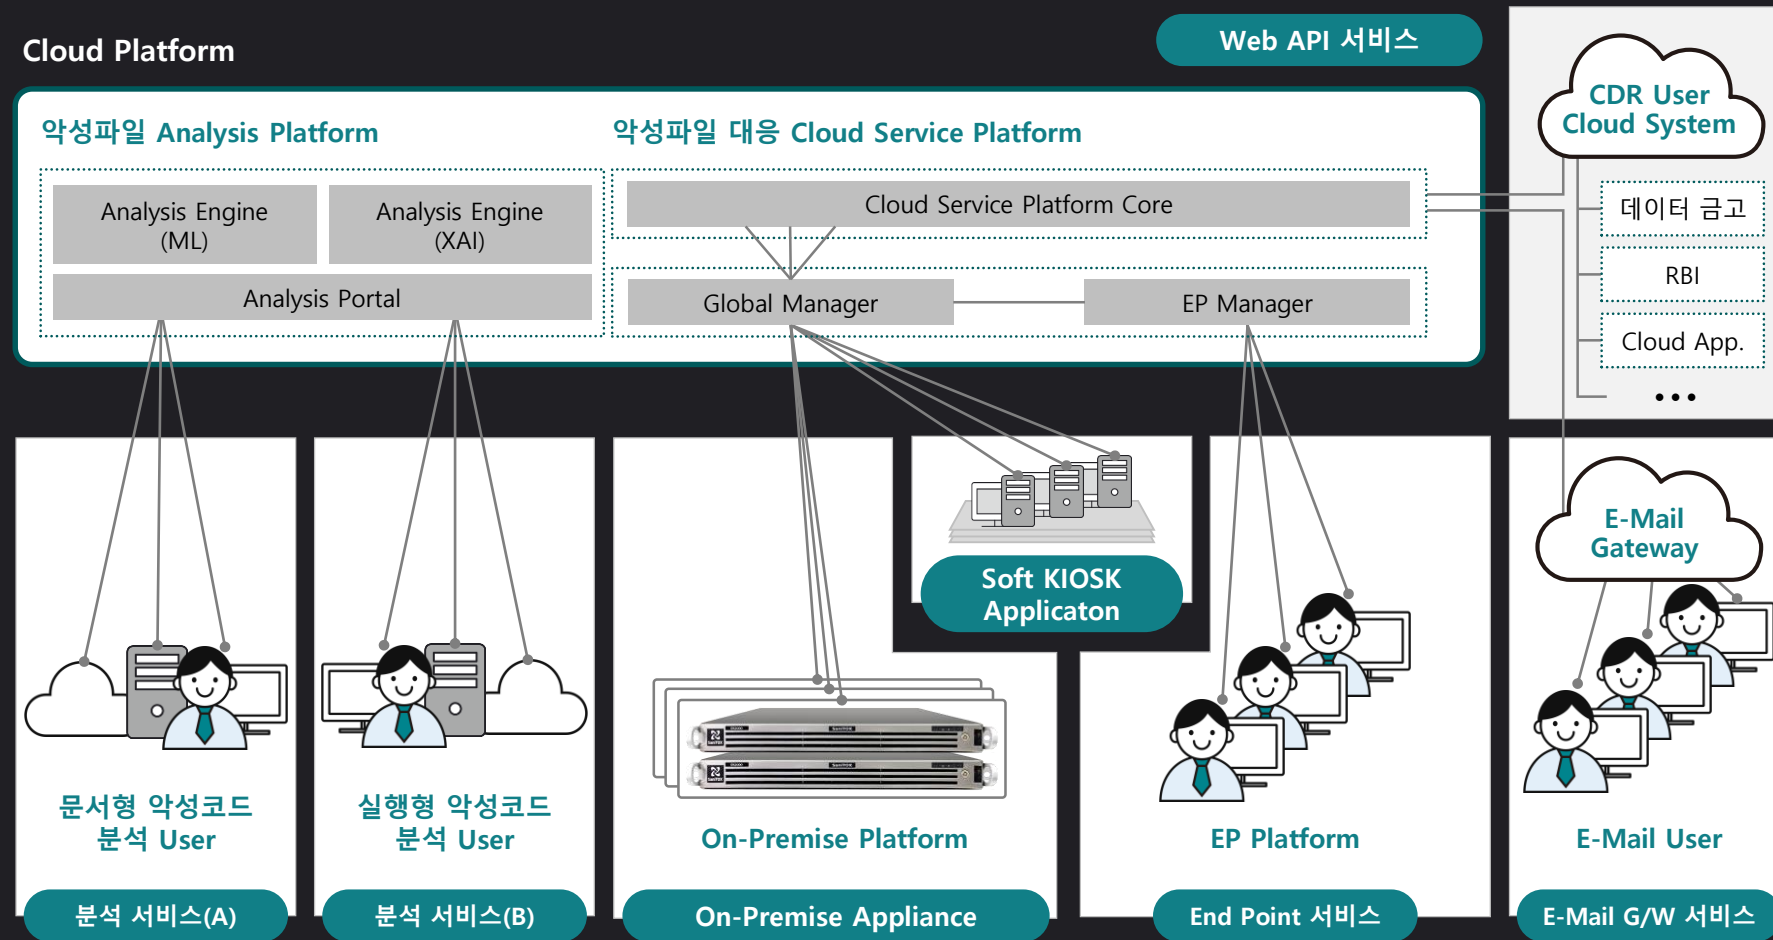 Cloud Platform
Web API 서비스
악성파일 Analysis Platform
악성파일 대응 Cloud Service Platform
Analysis Engine
(ML)
Analysis Engine
(XAI)
Analysis Portal
Cloud Service Platform Core
Global Manager
EP Manager
CDR User
Cloud System
데이터 금고
RBI
Cloud App.
•••
Soft KIOSK
Applicaton
E-Mail
Gateway
문서형 악성코드
분석 User
실행형 악성코드
분석 User
On-Premise Platform
EP Platform
E-Mail User
분석 서비스(A)
분석 서비스(B)
On-Premise Appliance
End Point 서비스
E-Mail G/W 서비스